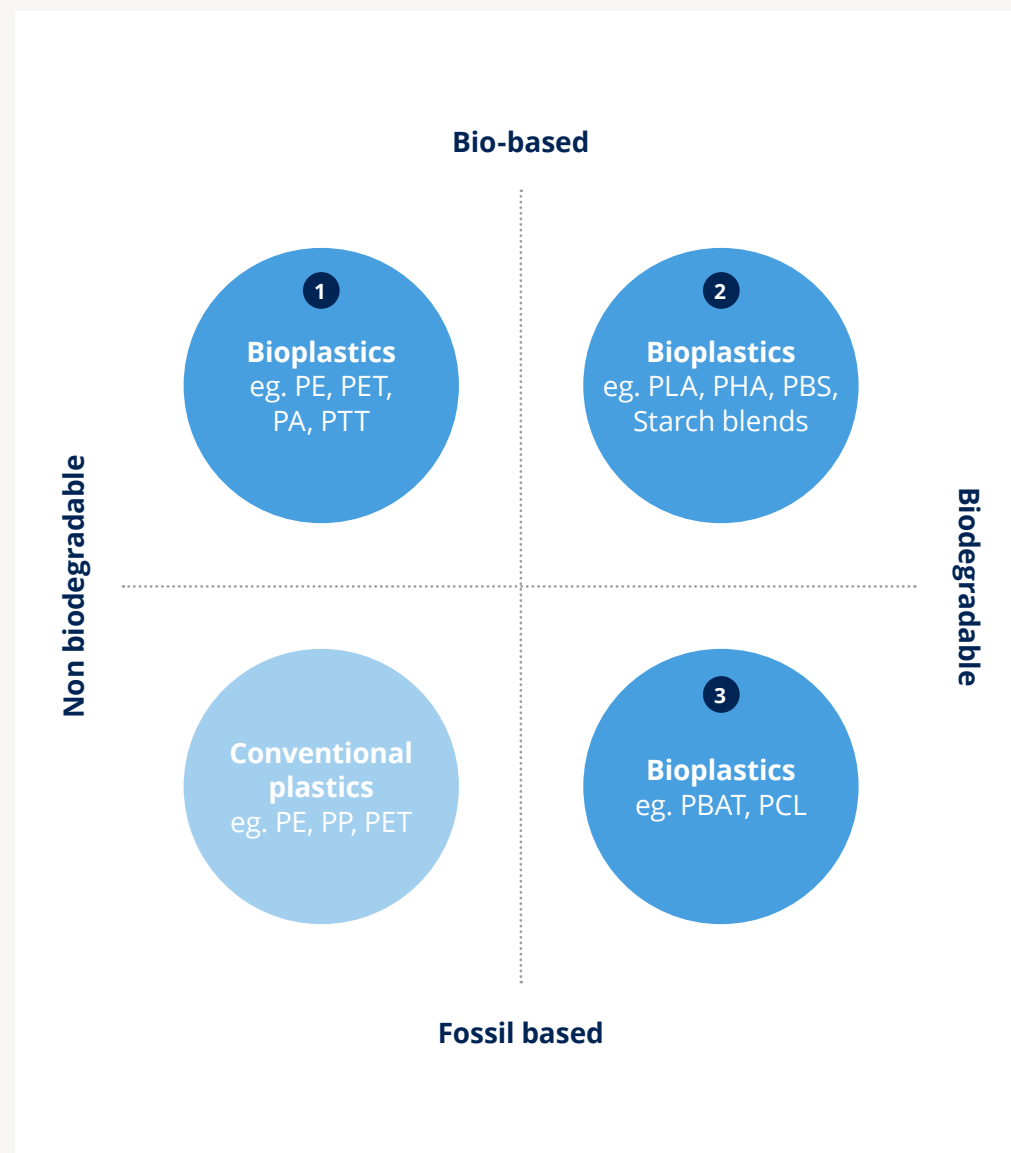 Bio-based
1
Bioplastics
eg. PE, PET,
PA, PTT
2
Bioplastics
eg. PLA, PHA, PBS,
Starch blends
Non biodegradable
Biodegradable
Conventional
plastics
eg. PE, PP, PET
3
Bioplastics
eg. PBAT, PCL
Fossil based